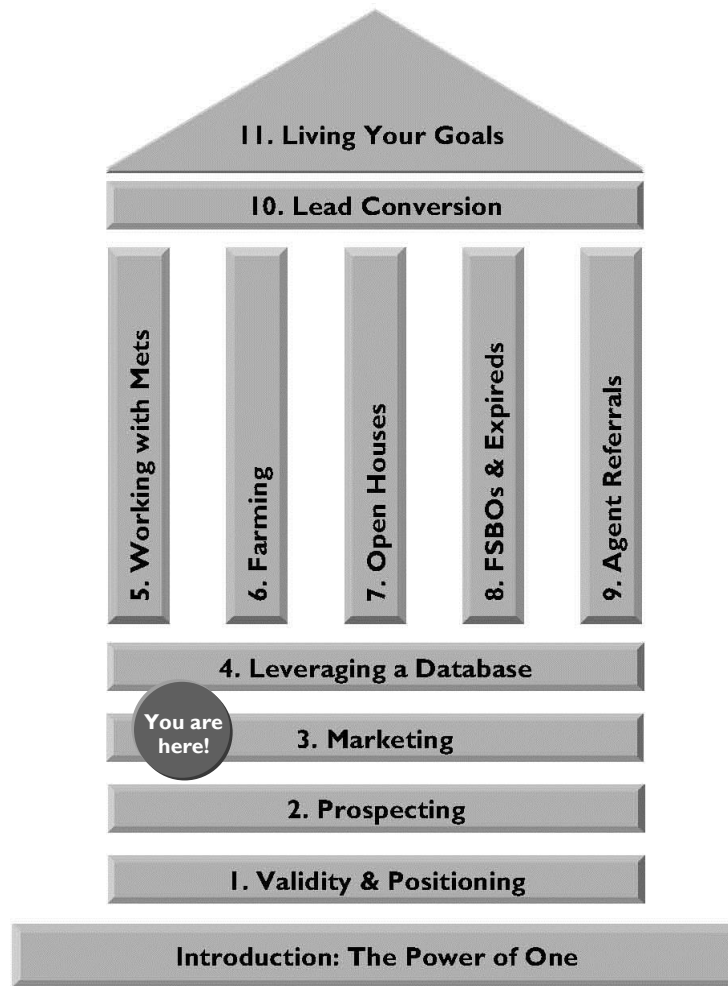 11. Living Your Goals
10. Lead Conversion
5. Working with Mets
6. Farming
7. Open Houses
8. FSBOs & Expireds
9. Agent Referrals
4. Leveraging a Database
You are
here!
3. Marketing
2. Prospecting
1. Validity & Positioning
Introduction: The Power of One